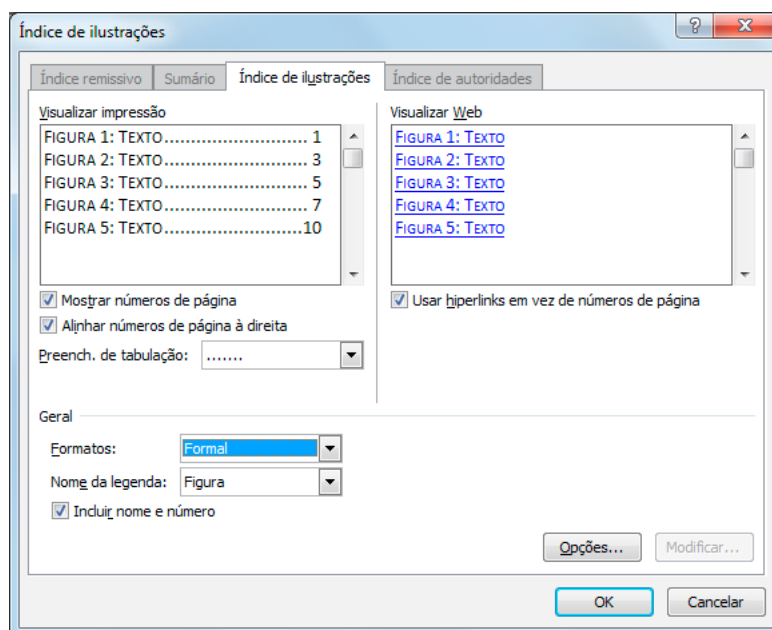 Índice de ilustrações
Índice remissivo
Sumário
Índice de ilustrações
Índice de autoridades
Visualizar impressão
FIGURA 1: TEXTO............................ 1
FIGURA 2: TEXTO............................ 3
FIGURA 3: TEXTO............................ 5
FIGURA 4: TEXTO............................ 7
FIGURA 5: TEXTO...........................10
Mostrar números de página
Alinhar números de página à direita
Preench. de tabulação: .......
Visualizar Web
FIGURA 1: TEXTO
FIGURA 2: TEXTO
FIGURA 3: TEXTO
FIGURA 4: TEXTO
FIGURA 5: TEXTO
Usar hiperlinks em vez de números de página
Geral
Formatos: Formal
Nome da legenda: Figura
Incluir nome e número
Opções...
Modificar...
OK
Cancelar